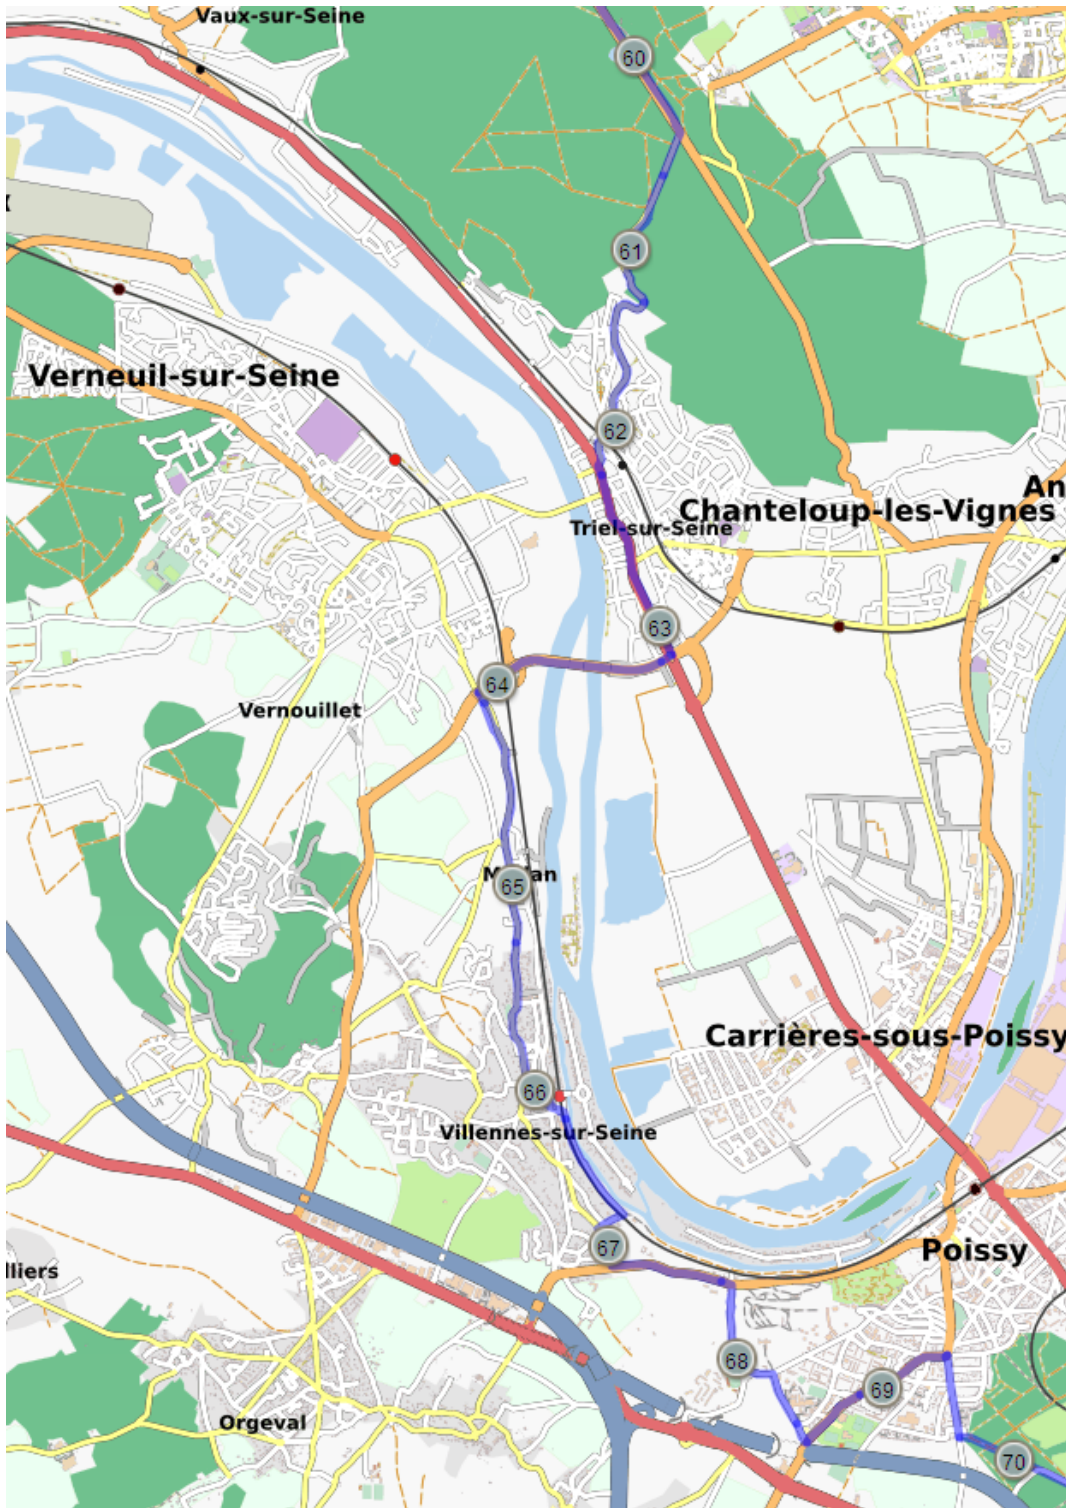 Vaux-sur-Seine
60
61
Verneuil-sur-Seine
62
An
Chanteloup-les-Vignes
Triel-sur-Seine
63
64
Vernouillet
65
Carrières-sous-Poissy
66
Villennes-sur-Seine
67
Poissy
lliers
68
69
Orgeval
70